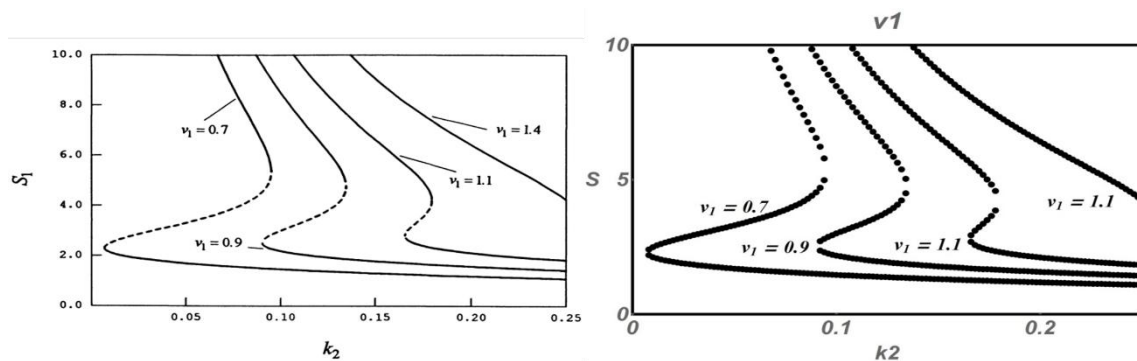 10.0
8.0
6.0
4.0
2.0
0.0
S₁
v₁ = 0.7
v₁ = 1.4
v₁ = 1.1
v₁ = 0.9
0.05
0.10
0.15
0.20
0.25
k₂
v1
10
5
0
S
v₁ = 0.7
v₁ = 0.9
v₁ = 1.1
v₁ = 1.1
0
0.1
0.2
k2